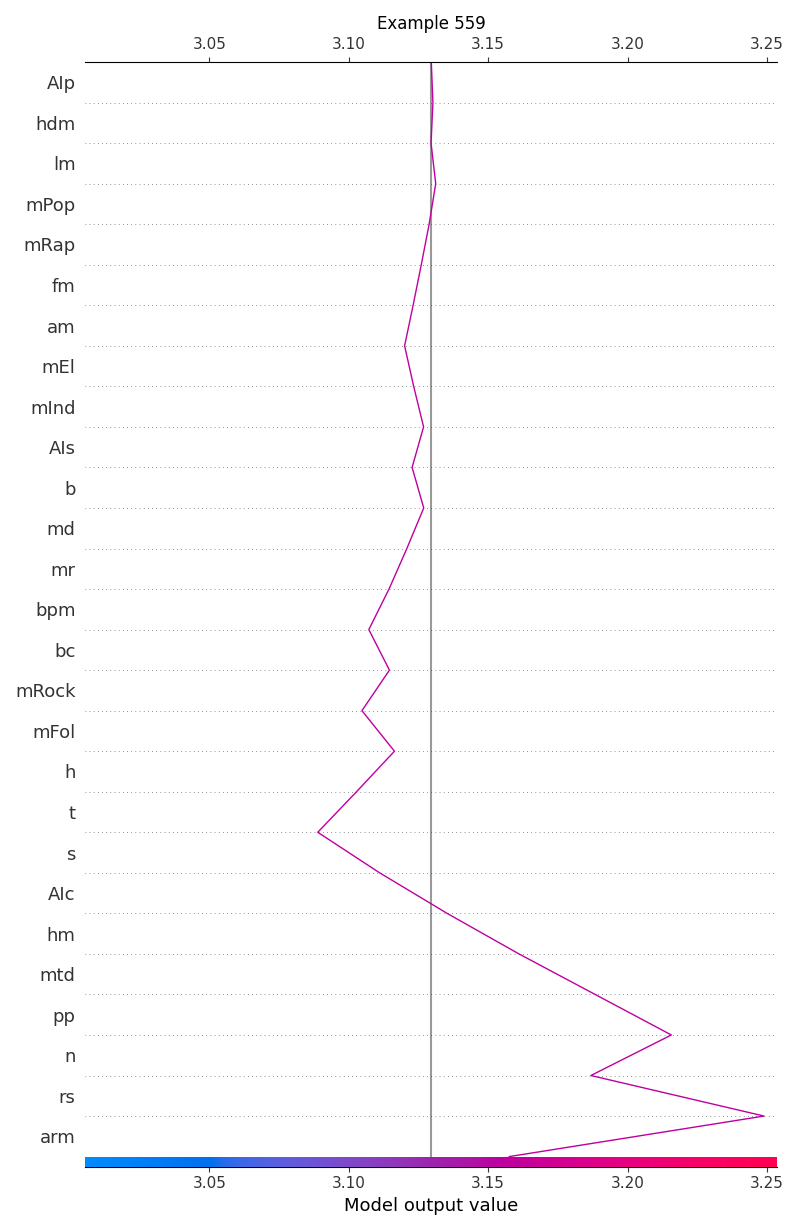 Example 559
3.05 3.10 3.15 3.20 3.25
AIp
hdm
lm
mPop
mRap
fm
am
mEl
mInd
AIs
b
md
mr
bpm
bc
mRock
mFol
h
t
s
AIc
hm
mtd
pp
n
rs
arm
3.05 3.10 3.15 3.20 3.25
Model output value